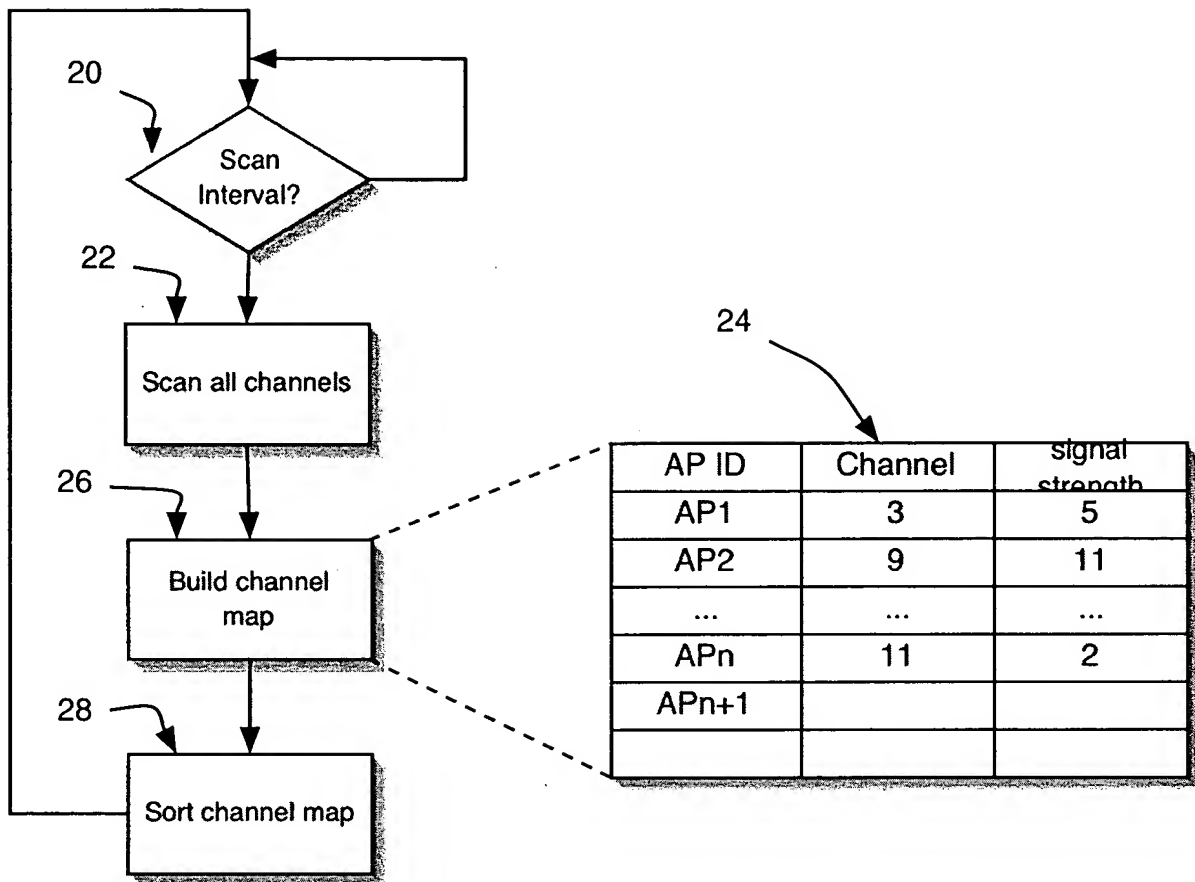 20
Scan
Interval?
22
Scan all channels
24
26
Build channel
map
AP ID Channel signal
strength
AP1 3 5
AP2 9 11
... ... ...
APn 11 2
APn+1
28
Sort channel map